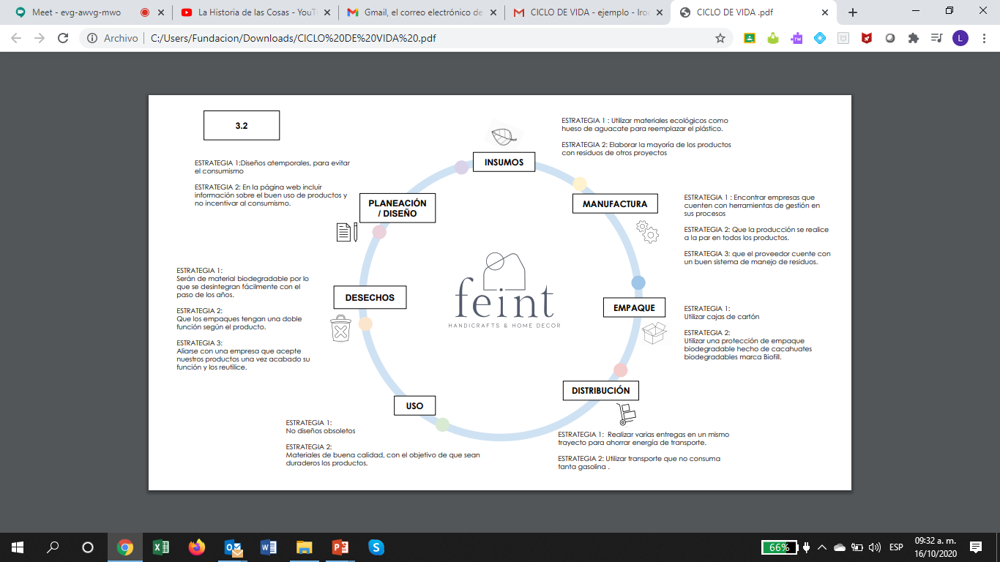 Meet - evg-awvg-mwo
La Historia de las Cosas - YouT
Gmail, el correo electrónico de
CICLO DE VIDA - ejemplo - Iro
CICLO DE VIDA .pdf
Archivo
C:/Users/Fundacion/Downloads/CICLO%20DE%20VIDA%20.pdf
L
3.2
ESTRATEGIA 1:Diseños atemporales, para evitar
el consumismo
ESTRATEGIA 2: En la página web incluir
información sobre el buen uso de productos y
no incentivar al consumismo.
PLANEACIÓN
/ DISEÑO
INSUMOS
ESTRATEGIA 1 : Utilizar materiales ecológicos como
hueso de aguacate para reemplazar el plástico.
ESTRATEGIA 2: Elaborar la mayoría de los productos
con residuos de otros proyectos
MANUFACTURA
ESTRATEGIA 1 : Encontrar empresas que
cuenten con herramientas de gestión en
sus procesos
ESTRATEGIA 2: Que la producción se realice
a la par en todos los productos.
ESTRATEGIA 3: que el proveedor cuente con
un buen sistema de manejo de residuos.
feint
HANDICRAFTS & HOME DECOR
ESTRATEGIA 1:
Serán de material biodegradable por lo
que se desintegran fácilmente con el
paso de los años.
ESTRATEGIA 2:
Que los empaques tengan una doble
función según el producto.
ESTRATEGIA 3:
Aliarse con una empresa que acepte
nuestros productos una vez acabado su
función y los reutilice.
DESECHOS
EMPAQUE
ESTRATEGIA 1:
Utilizar cajas de cartón
ESTRATEGIA 2:
Utilizar una protección de empaque
biodegradable hecho de cacahuates
biodegradables marca Biofill.
USO
ESTRATEGIA 1:
No diseños obsoletos
ESTRATEGIA 2:
Materiales de buena calidad, con el objetivo de que sean
duraderos los productos.
DISTRIBUCIÓN
ESTRATEGIA 1:  Realizar varias entregas en un mismo
trayecto para ahorrar energía de transporte.
ESTRATEGIA 2: Utilizar transporte que no consuma
tanta gasolina .
66%
ESP
09:32 a. m.
16/10/2020